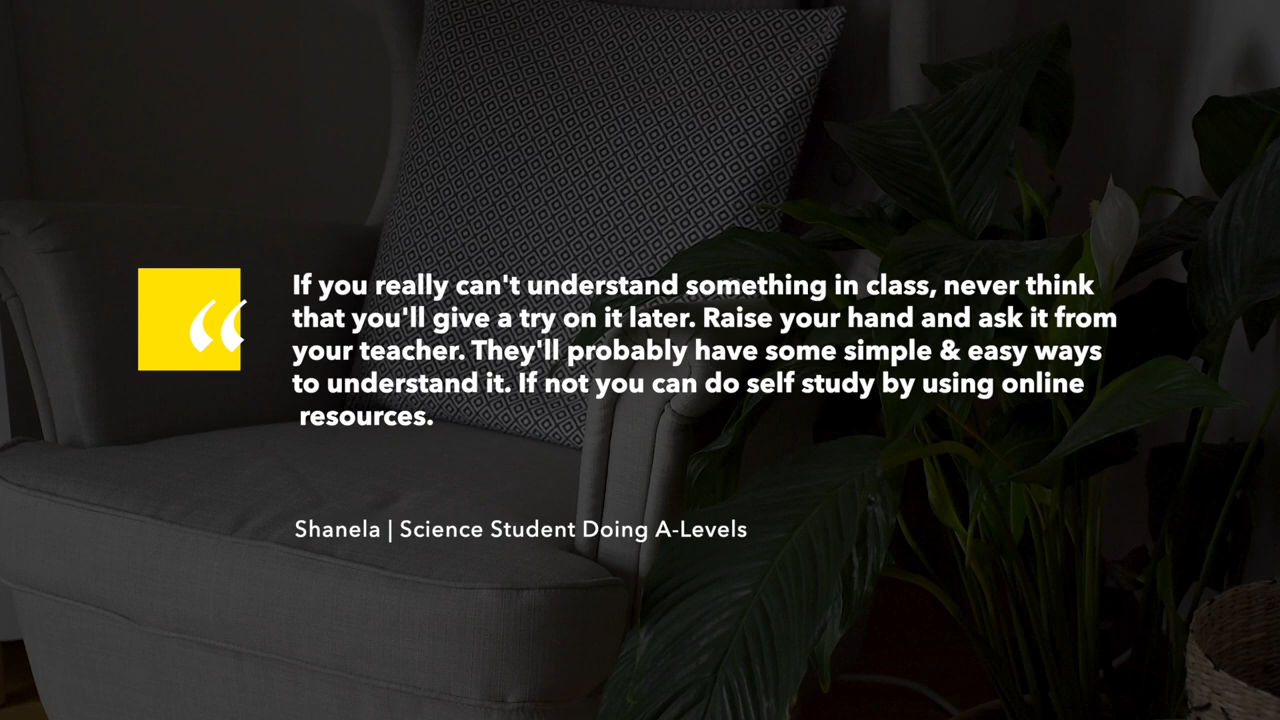 “
If you really can't understand something in class, never think
that you'll give a try on it later. Raise your hand and ask it from
your teacher. They'll probably have some simple & easy ways
to understand it. If not you can do self study by using online
resources.
Shanela | Science Student Doing A-Levels